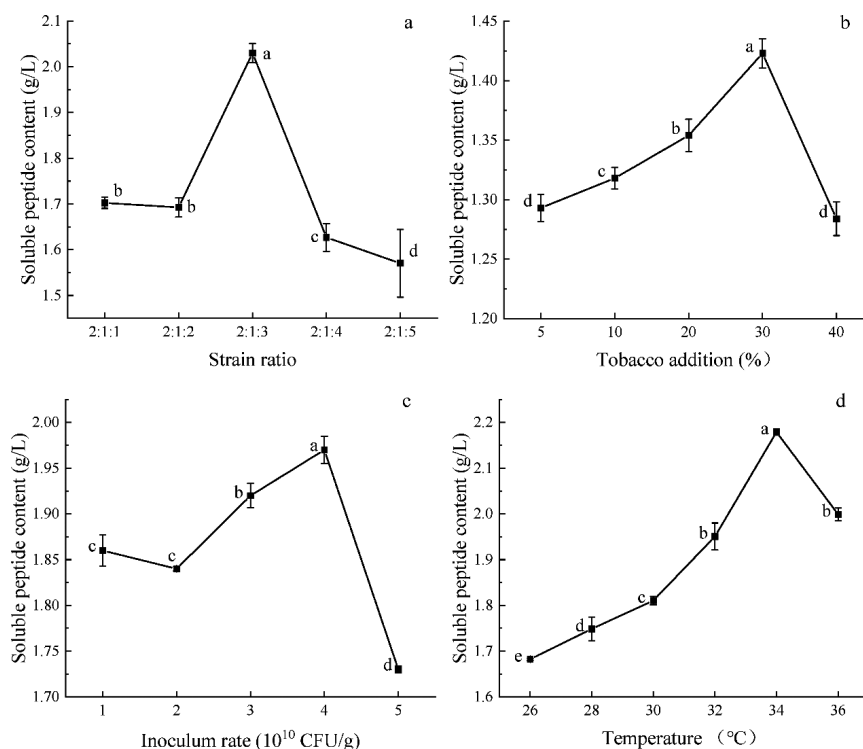 a
Soluble peptide content (g/L)
2.1
2.0
1.9
1.8
1.7
1.6
1.5
b
b
a
c
d
2:1:1 2:1:2 2:1:3 2:1:4 2:1:5
Strain ratio
b
Soluble peptide content (g/L)
1.45
1.40
1.35
1.30
1.25
1.20
d
c
b
a
d
5 10 20 30 40
Tobacco addition (%)
c
Soluble peptide content (g/L)
2.00
1.95
1.90
1.85
1.80
1.75
1.70
c
c
b
a
d
1 2 3 4 5
Inoculum rate (10¹⁰ CFU/g)
d
Soluble peptide content (g/L)
2.2
2.1
2.0
1.9
1.8
1.7
1.6
e
d
c
b
a
b
26 28 30 32 34 36
Temperature （°C）